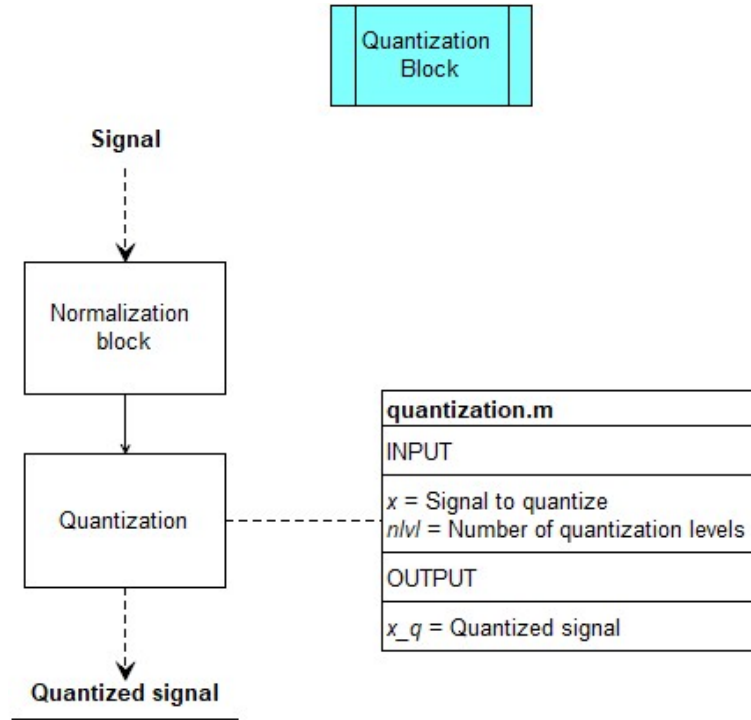 Quantization
Block
Signal
Normalization
block
Quantization
quantization.m
INPUT
x = Signal to quantize
nlvl = Number of quantization levels
OUTPUT
x_q = Quantized signal
Quantized signal